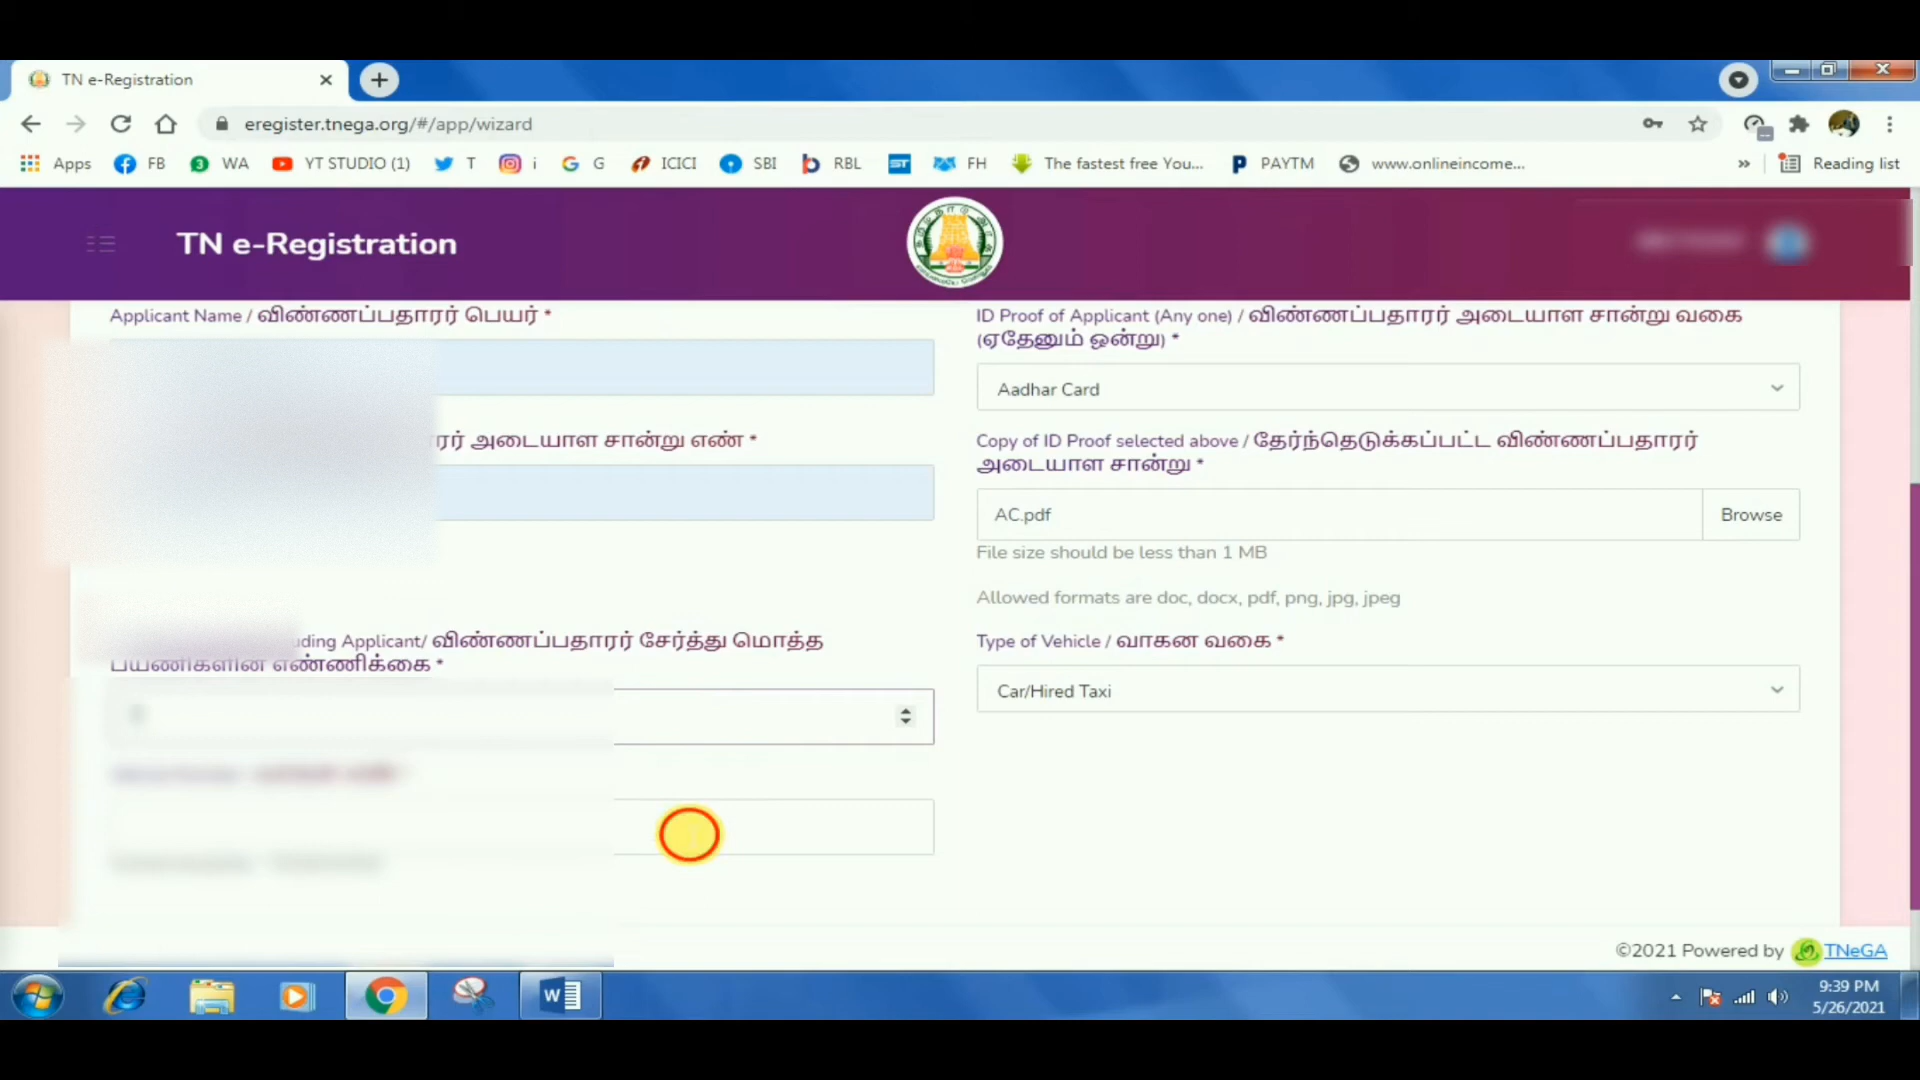 TN e-Registration
eregister.tnega.org/#/app/wizard
Apps FB WA YT STUDIO (1) T i G ICICI SBI RBL ST FH The fastest free You... PAYTM www.onlineincome... » Reading list
TN e-Registration
Applicant Name / விண்ணப்பதாரர் பெயர் *
ID Proof of Applicant (Any one) / விண்ணப்பதாரர் அடையாள சான்று வகை
(ஏதேனும் ஒன்று) *
Aadhar Card
அடையாள சான்று எண் *
Copy of ID Proof selected above / தேர்ந்தெடுக்கப்பட்ட விண்ணப்பதாரர்
அடையாள சான்று *
AC.pdf
Browse
File size should be less than 1 MB
Allowed formats are doc, docx, pdf, png, jpg, jpeg
Applicant/ விண்ணப்பதாரர் சேர்த்து மொத்த
பயணிகளின் எண்ணிக்கை *
Type of Vehicle / வாகன வகை *
Car/Hired Taxi
©2021 Powered by TNeGA
9:39 PM
5/26/2021